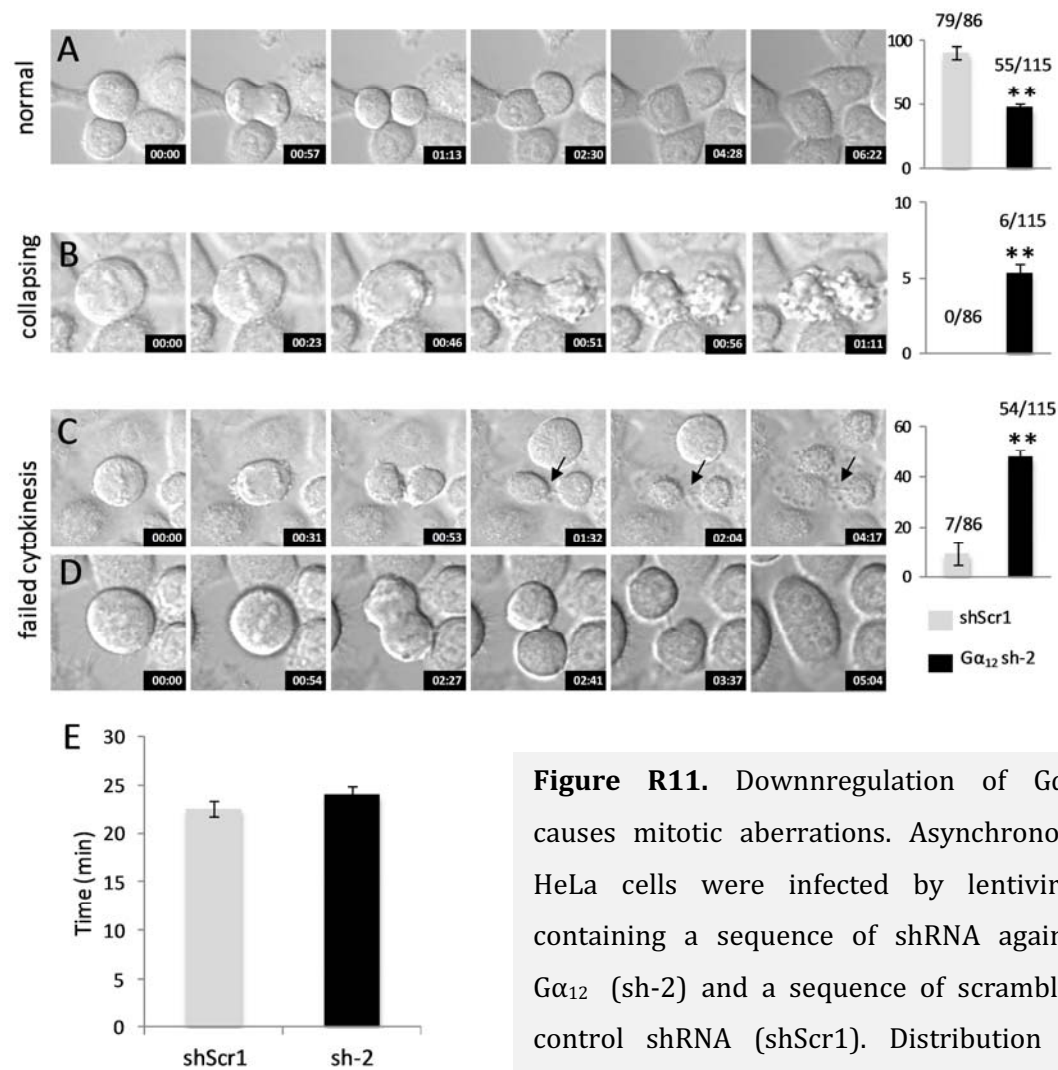 normal
A
00:00 00:57 01:13 02:30 04:28 06:22
79/86
55/115
**
100
50
0
collapsing
B
00:00 00:23 00:46 00:51 00:56 01:11
10
5
0
0/86
6/115
**
failed cytokinesis
C
00:00 00:31 00:53 01:32 02:04 04:17
D
00:00 00:54 02:27 02:41 03:37 05:04
60
40
20
0
7/86
54/115
**
shScr1
Gα₁₂ sh-2
E
Time (min)
30
25
20
15
10
5
0
shScr1 sh-2
Figure R11. Downnregulation of Gα
causes mitotic aberrations. Asynchrono
HeLa cells were infected by lentivir
containing a sequence of shRNA again
Gα₁₂ (sh-2) and a sequence of scrambl
control shRNA (shScr1). Distribution